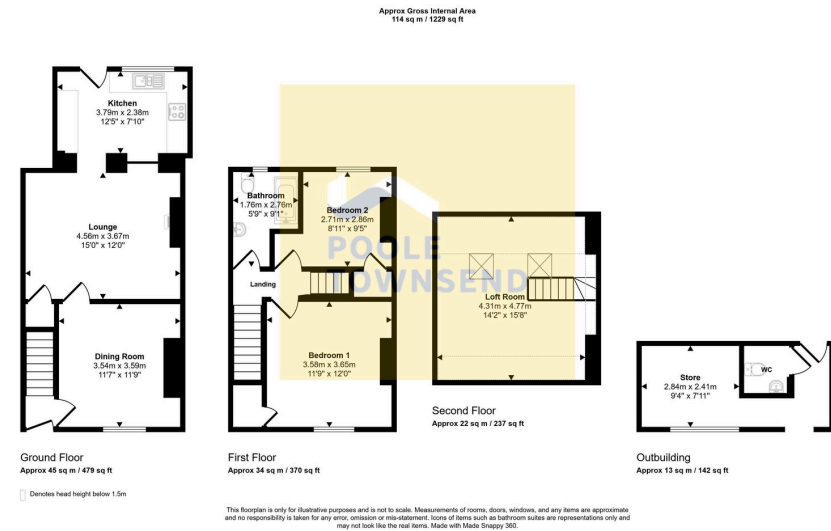 Approx Gross Internal Area
114 sq m / 1229 sq ft
Kitchen
3.79m x 2.38m
12'5" x 7'10"
Lounge
4.56m x 3.67m
15'0" x 12'0"
Dining Room
3.54m x 3.59m
11'7" x 11'9"
Ground Floor
Approx 45 sq m / 479 sq ft
Denotes head height below 1.5m
Bathroom
1.76m x 2.76m
5'9" x 9'1"
Bedroom 2
2.71m x 2.86m
8'11" x 9'5"
Landing
Bedroom 1
3.58m x 3.65m
11'9" x 12'0"
First Floor
Approx 34 sq m / 370 sq ft
POOLE
TOWNSEND
Loft Room
4.31m x 4.77m
14'2" x 15'8"
Second Floor
Approx 22 sq m / 237 sq ft
Store
2.84m x 2.41m
9'4" x 7'11"
WC
Outbuilding
Approx 13 sq m / 142 sq ft
This floorplan is only for illustrative purposes and is not to scale. Measurements of rooms, doors, windows, and any items are approximate
and no responsibility is taken for any error, omission or mis-statement. Icons of items such as bathroom suites are representations only and
may not look like the real items. Made with Made Snappy 360.